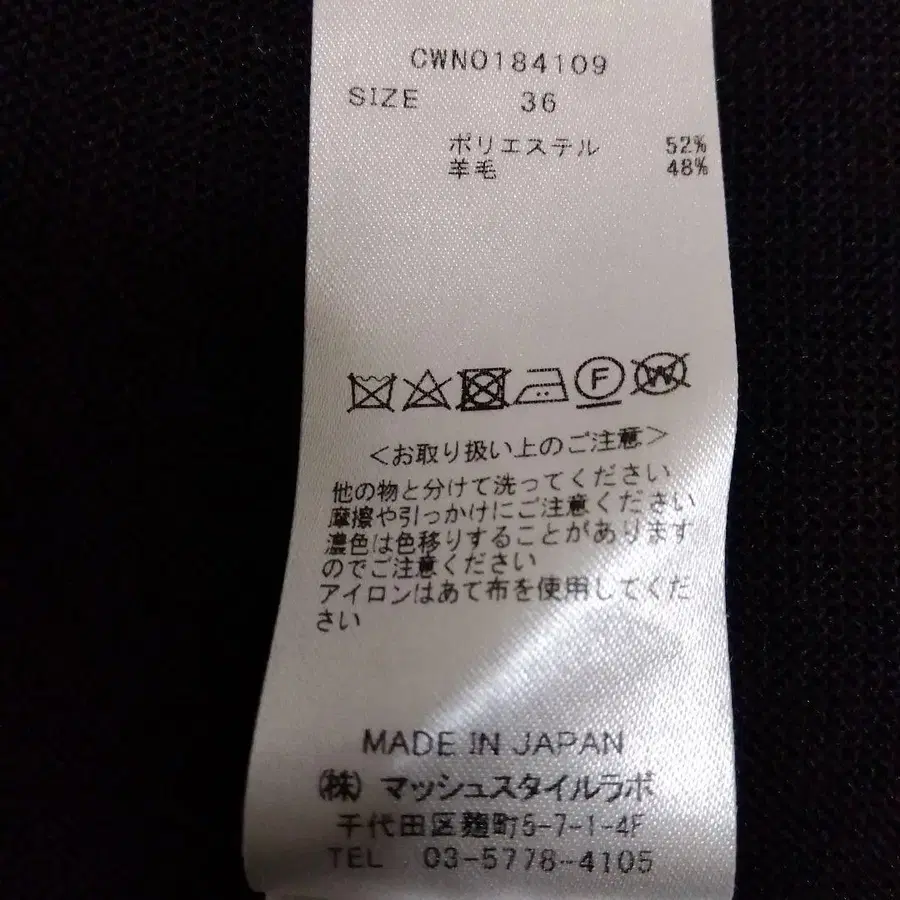 CWNO184109
SIZE 36
ポリエステル 52%
羊毛 48%
F W
<お取り扱い上のご注意>
他の物と分けて洗ってください
摩擦や引っかけにご注意ください
濃色は色移りすることがあります
のでご注意ください
アイロンはあて布を使用してくだ
さい
MADE IN JAPAN
(株) マッシュスタイルラボ
千代田区麹町5-7-1-4F
TEL 03-5778-4105